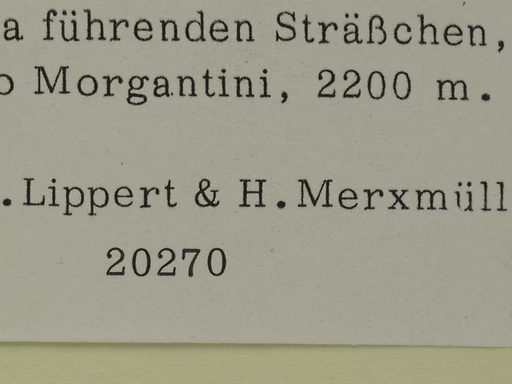 a führenden Sträßchen,
o Morgantini, 2200 m.
.Lippert & H.Merxmüll
20270